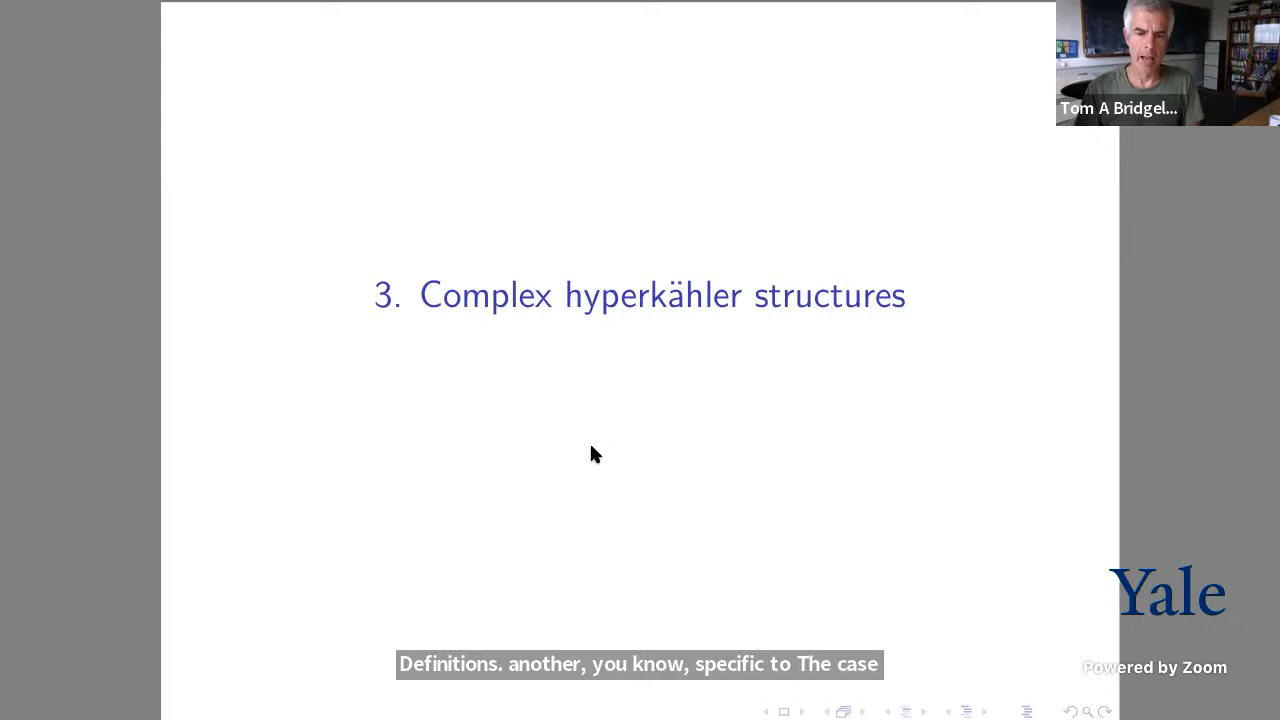 Tom A Bridgel...
3. Complex hyperkähler structures
Yale
Definitions. another, you know, specific to The case
Powered by Zoom